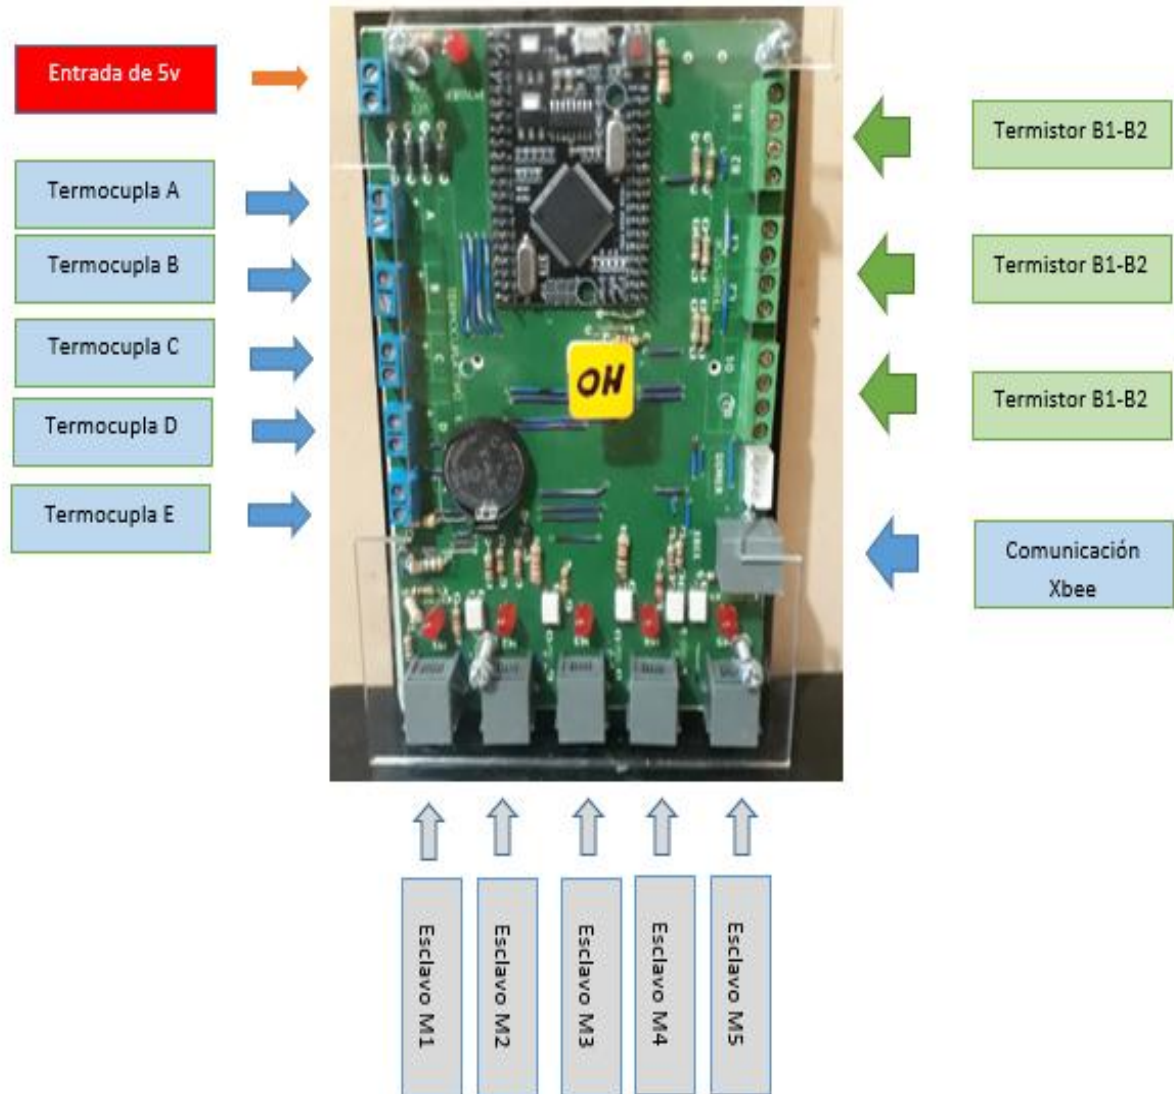 Entrada de 5v
Termocupla A
Termocupla B
Termocupla C
Termocupla D
Termocupla E
Termistor B1-B2
Termistor B1-B2
Termistor B1-B2
Comunicación
Xbee
HO
Esclavo M1
Esclavo M2
Esclavo M3
Esclavo M4
Esclavo M5